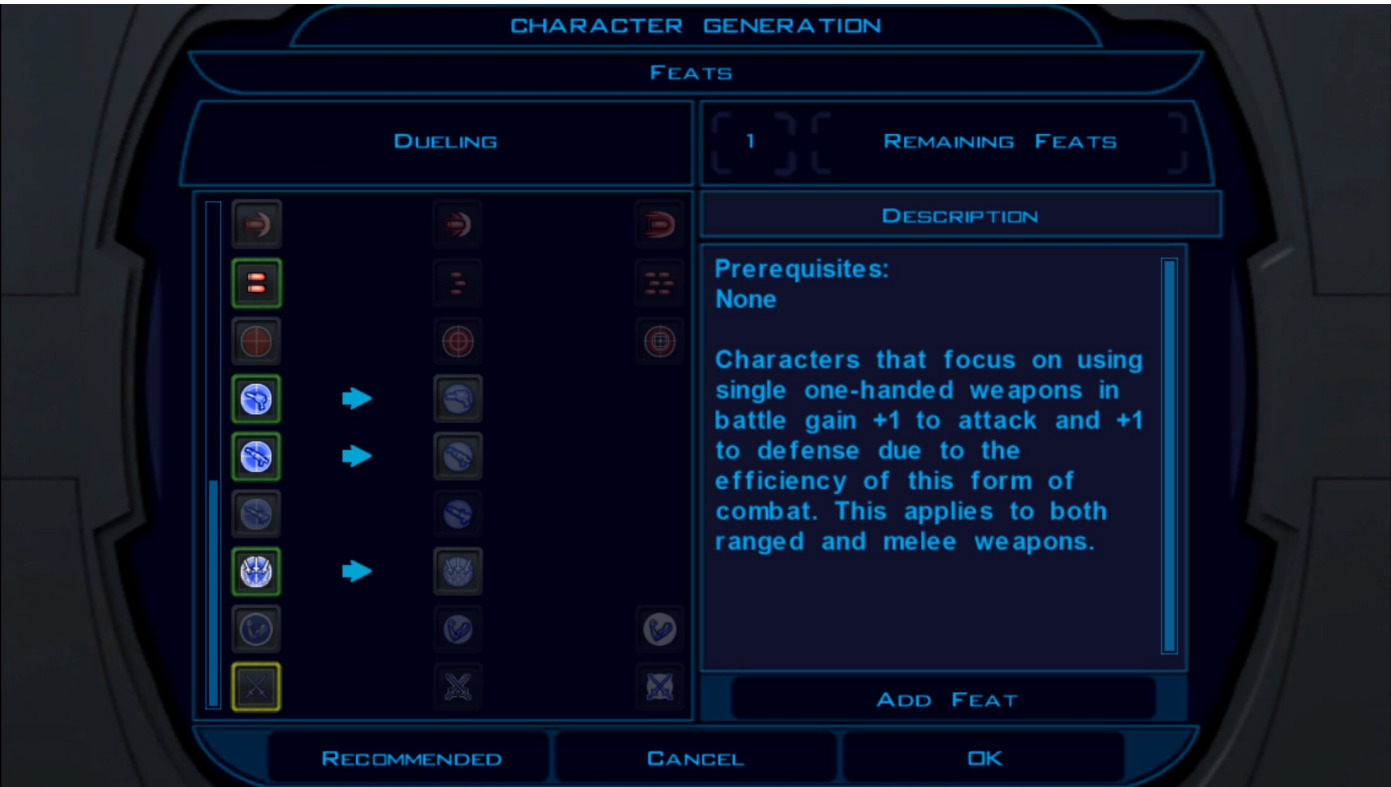 CHARACTER GENERATION
FEATS
DUELING
1
REMAINING FEATS
DESCRIPTION
Prerequisites:
None
Characters that focus on using
single one-handed weapons in
battle gain +1 to attack and +1
to defense due to the
efficiency of this form of
combat. This applies to both
ranged and melee weapons.
ADD FEAT
RECOMMENDED
CANCEL
OK